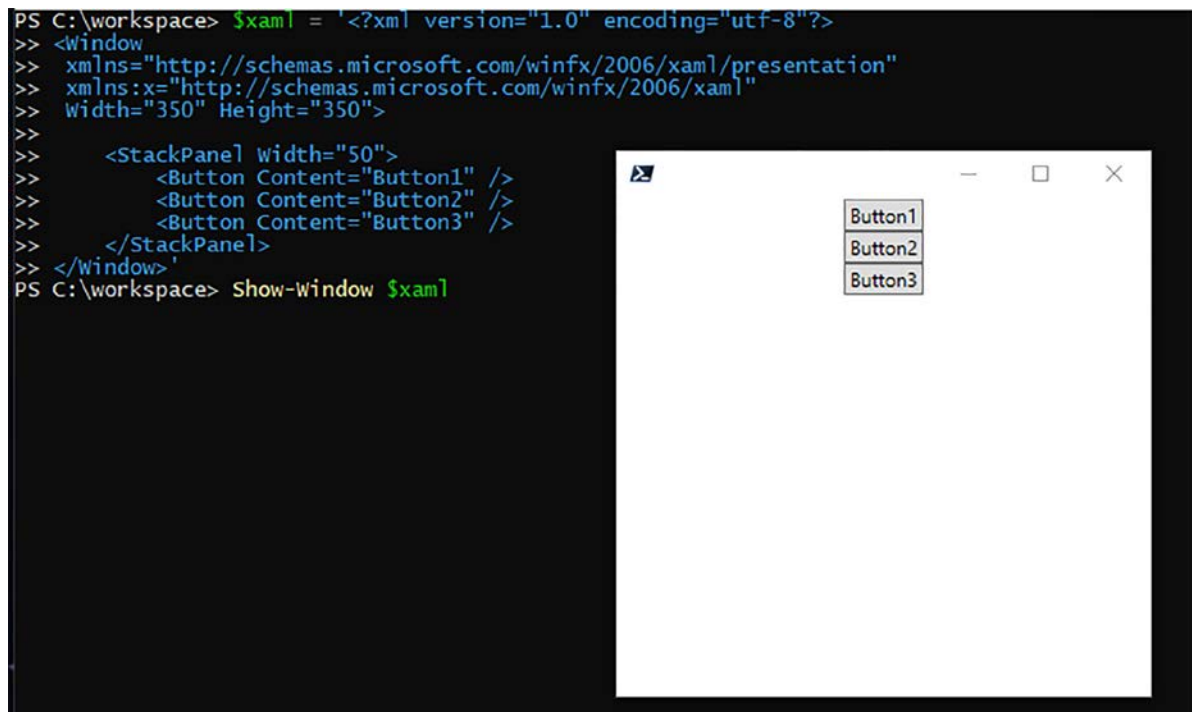 PS C:\workspace> $xaml = '<?xml version="1.0" encoding="utf-8"?>
>> <Window
>>  xmlns="http://schemas.microsoft.com/winfx/2006/xaml/presentation"
>>  xmlns:x="http://schemas.microsoft.com/winfx/2006/xaml"
>>  Width="350" Height="350">
>>
>>     <StackPanel Width="50">
>>         <Button Content="Button1" />
>>         <Button Content="Button2" />
>>         <Button Content="Button3" />
>>     </StackPanel>
>> </Window>'
PS C:\workspace> Show-Window $xaml
Button1
Button2
Button3